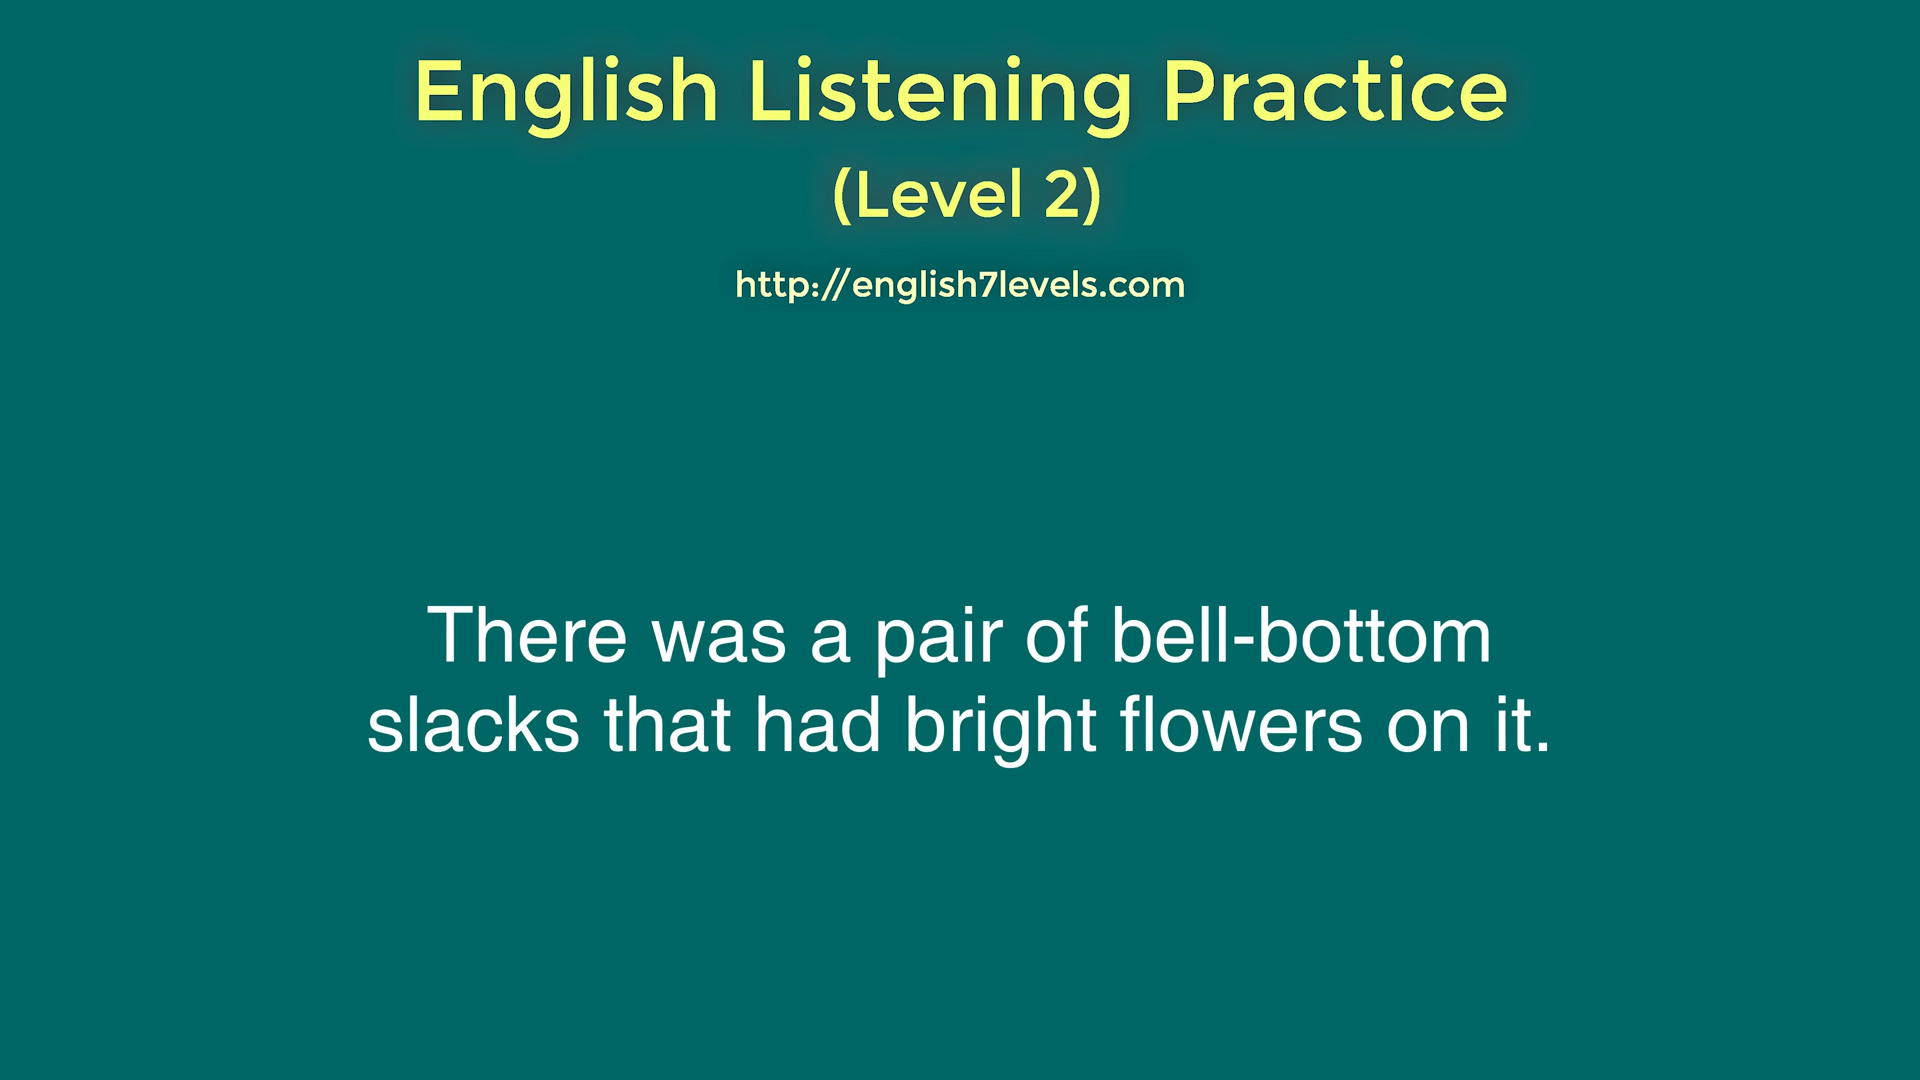 English Listening Practice
(Level 2)
http://english7levels.com
There was a pair of bell-bottom
slacks that had bright flowers on it.